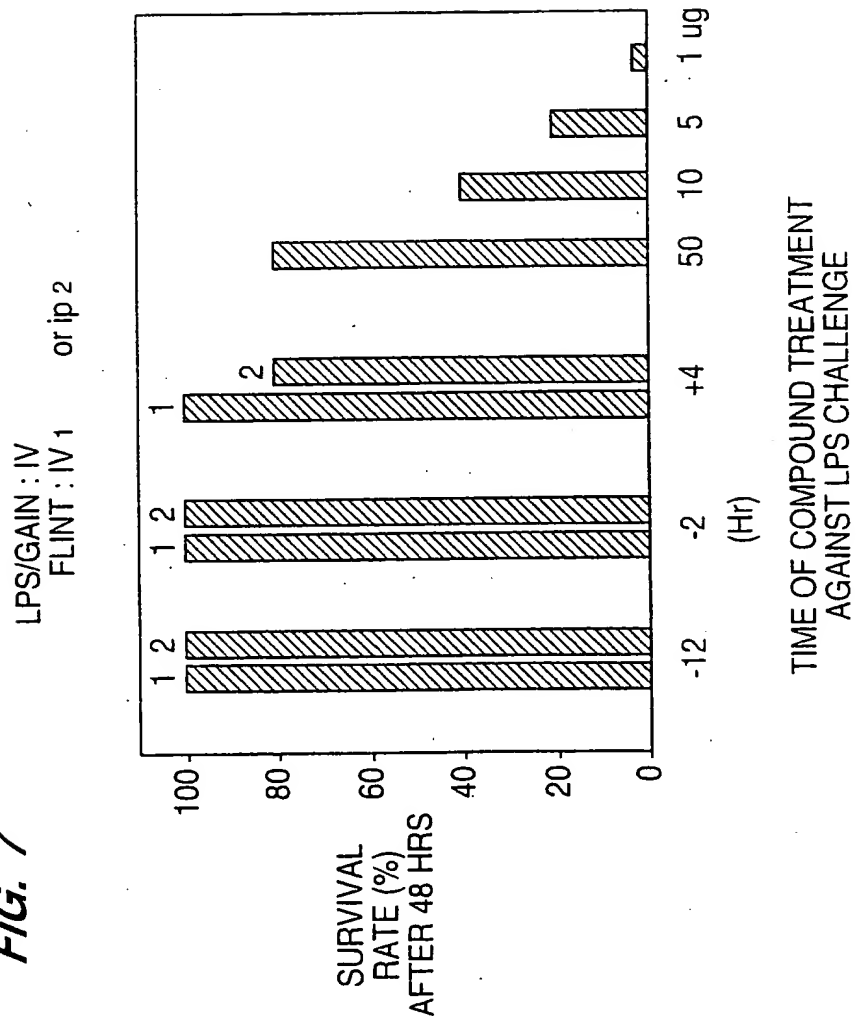 FIG. 7
LPS/GAIN : IV
FLINT : IV 1 or ip 2
SURVIVAL
RATE (%)
AFTER 48 HRS
100
80
60
40
20
0
1 2
1 2
1
2
-12
-2
+4
50
10
5
1 ug
(Hr)
TIME OF COMPOUND TREATMENT
AGAINST LPS CHALLENGE